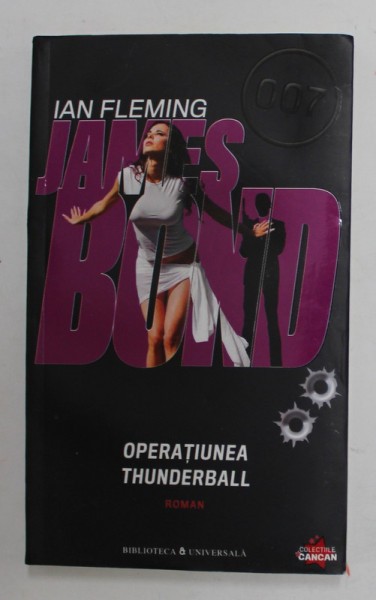 007
IAN FLEMING
JAMES
BOND
OPERAȚIUNEA
THUNDERBALL
ROMAN
BIBLIOTECA & UNIVERSALĂ
COLECȚIILE
CANCAN